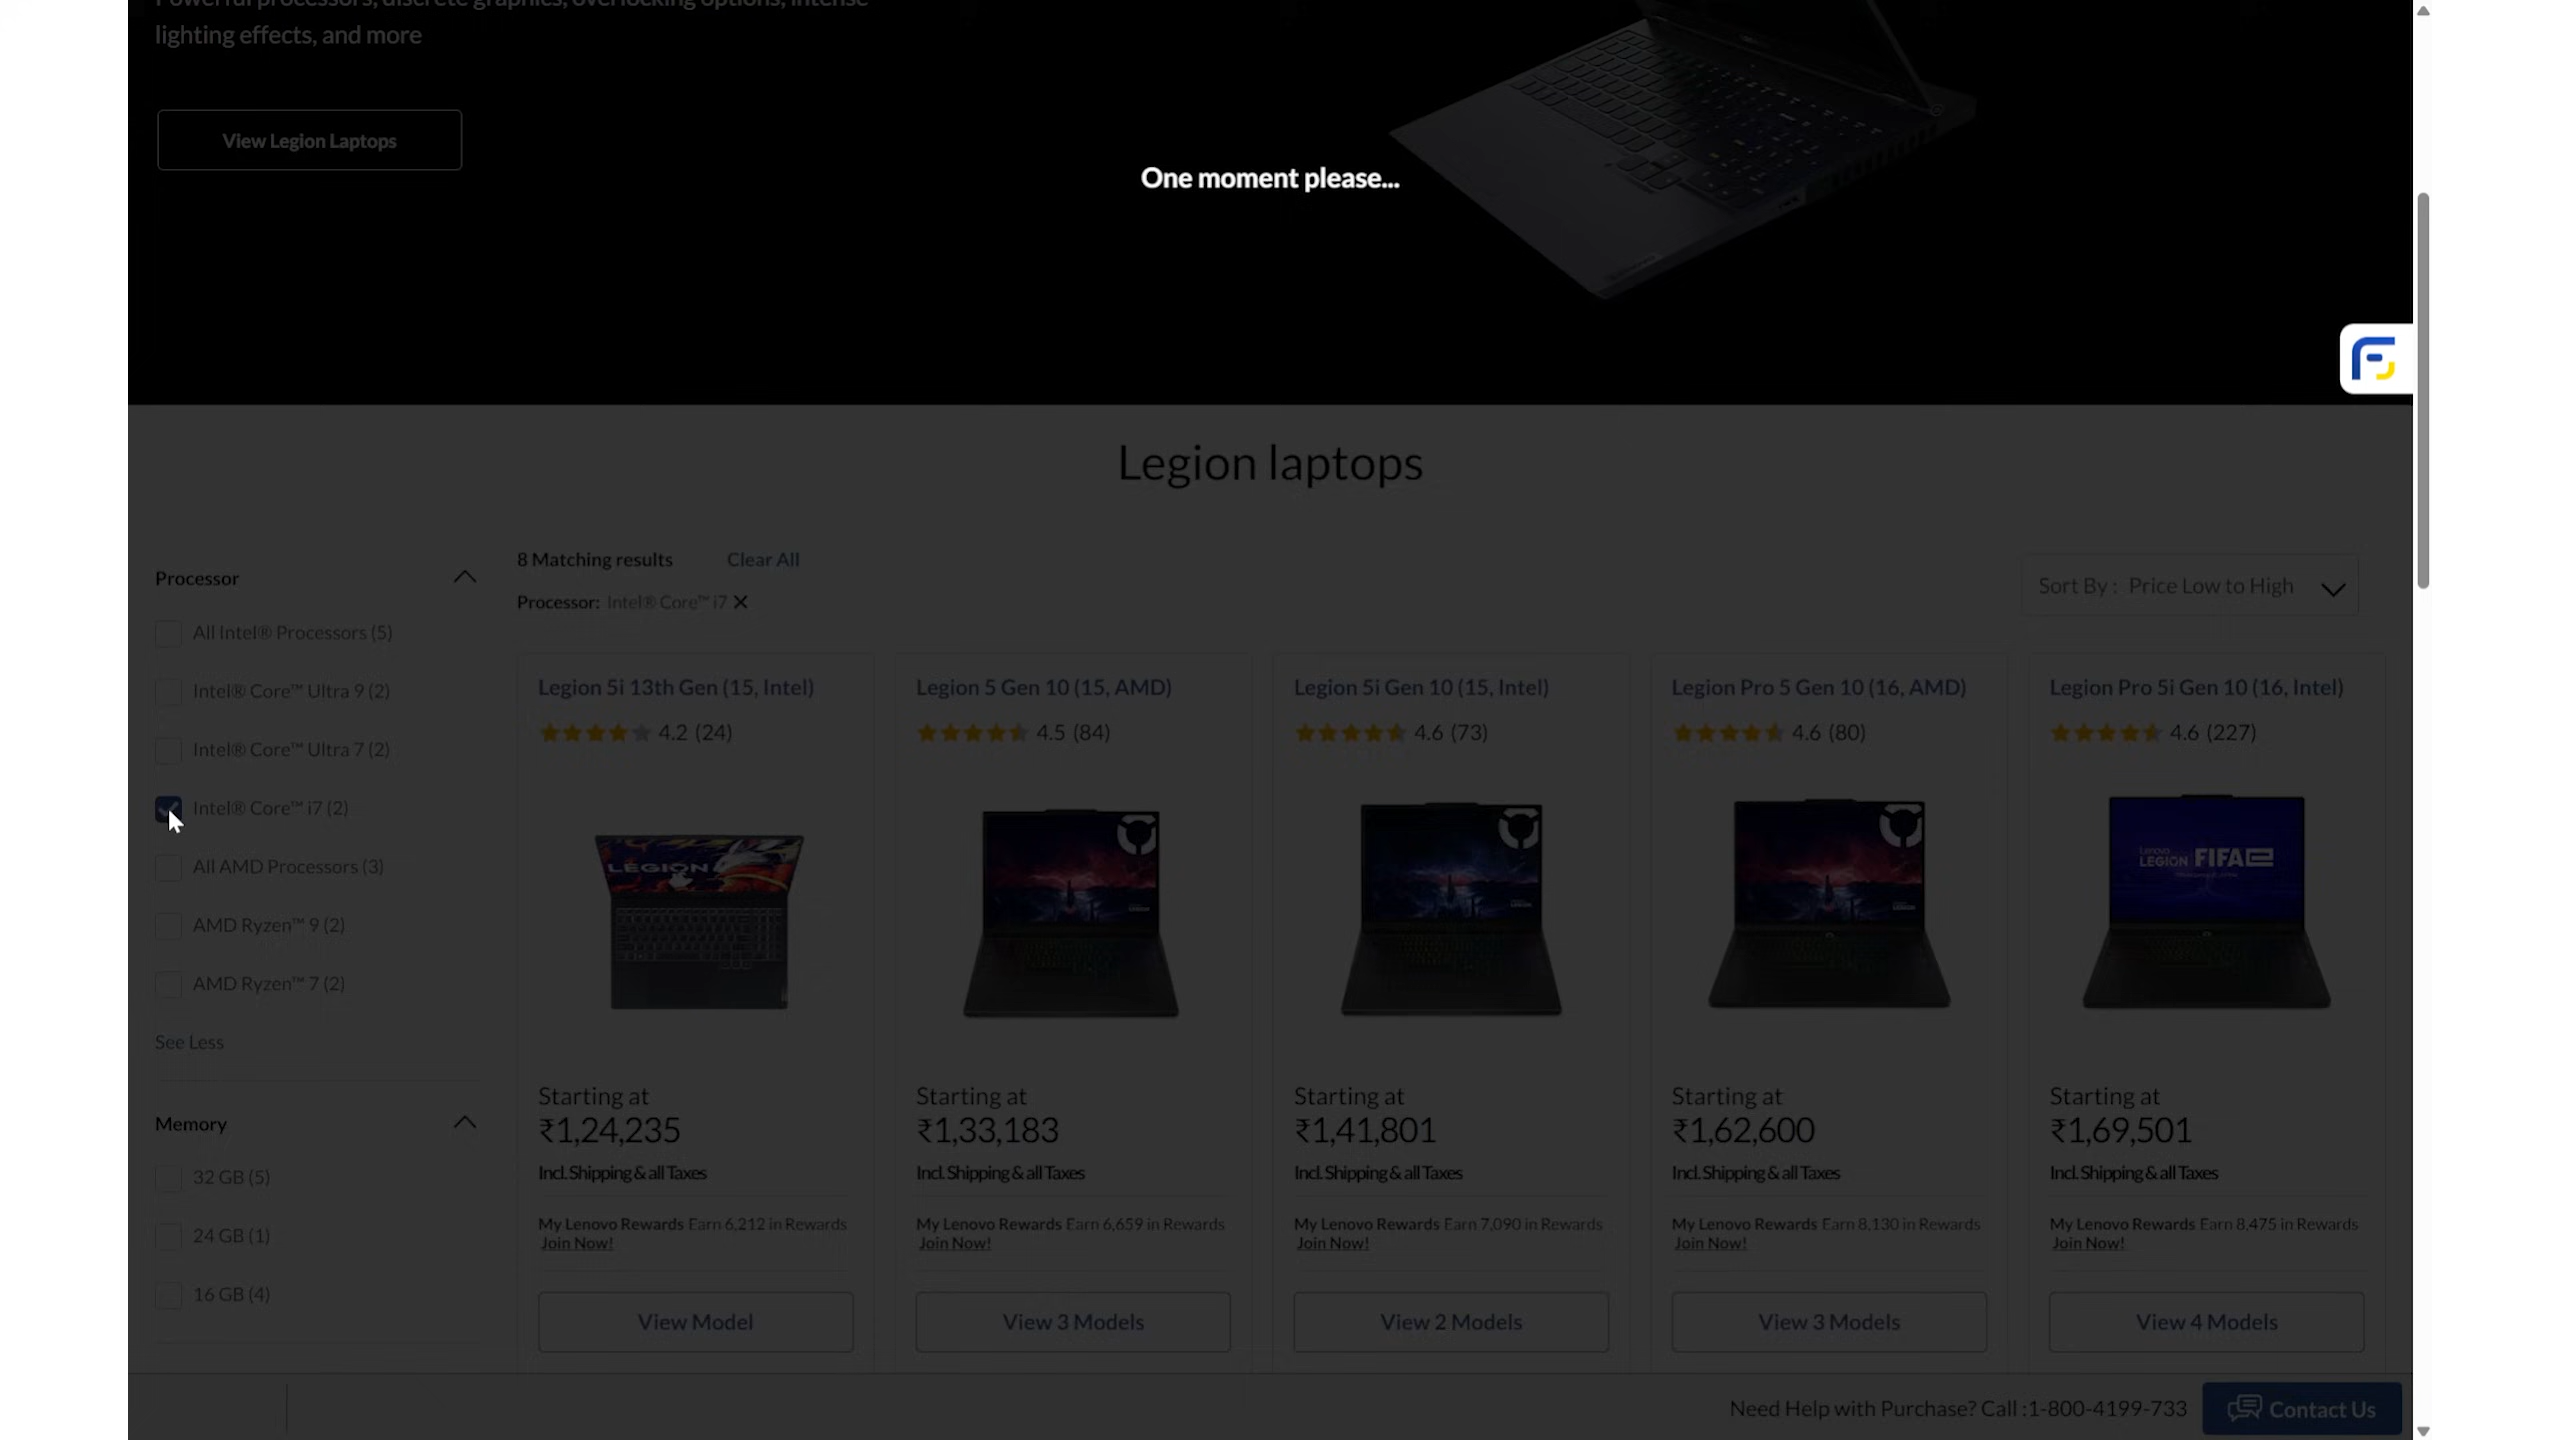 Powerful processors, discrete graphics, overlocking options, intense
lighting effects, and more
View Legion Laptops
One moment please...
Legion laptops
8 Matching results Clear All
Processor: Intel® Core™ i7
Sort By : Price Low to High
Processor
All Intel® Processors (5)
Intel® Core™ Ultra 9 (2)
Intel® Core™ Ultra 7 (2)
Intel® Core™ i7 (2)
All AMD Processors (3)
AMD Ryzen™ 9 (2)
AMD Ryzen™ 7 (2)
See Less
Memory
32 GB (5)
24 GB (1)
16 GB (4)
Legion 5i 13th Gen (15, Intel)
4.2 (24)
LEGION
Starting at
₹1,24,235
Incl. Shipping & all Taxes
My Lenovo Rewards Earn 6,212 in Rewards
Join Now!
View Model
Legion 5 Gen 10 (15, AMD)
4.5 (84)
Starting at
₹1,33,183
Incl. Shipping & all Taxes
My Lenovo Rewards Earn 6,659 in Rewards
Join Now!
View 3 Models
Legion 5i Gen 10 (15, Intel)
4.6 (73)
Starting at
₹1,41,801
Incl. Shipping & all Taxes
My Lenovo Rewards Earn 7,090 in Rewards
Join Now!
View 2 Models
Legion Pro 5 Gen 10 (16, AMD)
4.6 (80)
Starting at
₹1,62,600
Incl. Shipping & all Taxes
My Lenovo Rewards Earn 8,130 in Rewards
Join Now!
View 3 Models
Legion Pro 5i Gen 10 (16, Intel)
4.6 (227)
Lenovo
LEGION FIFAe
Starting at
₹1,69,501
Incl. Shipping & all Taxes
My Lenovo Rewards Earn 8,475 in Rewards
Join Now!
View 4 Models
Need Help with Purchase? Call :1-800-4199-733
Contact Us